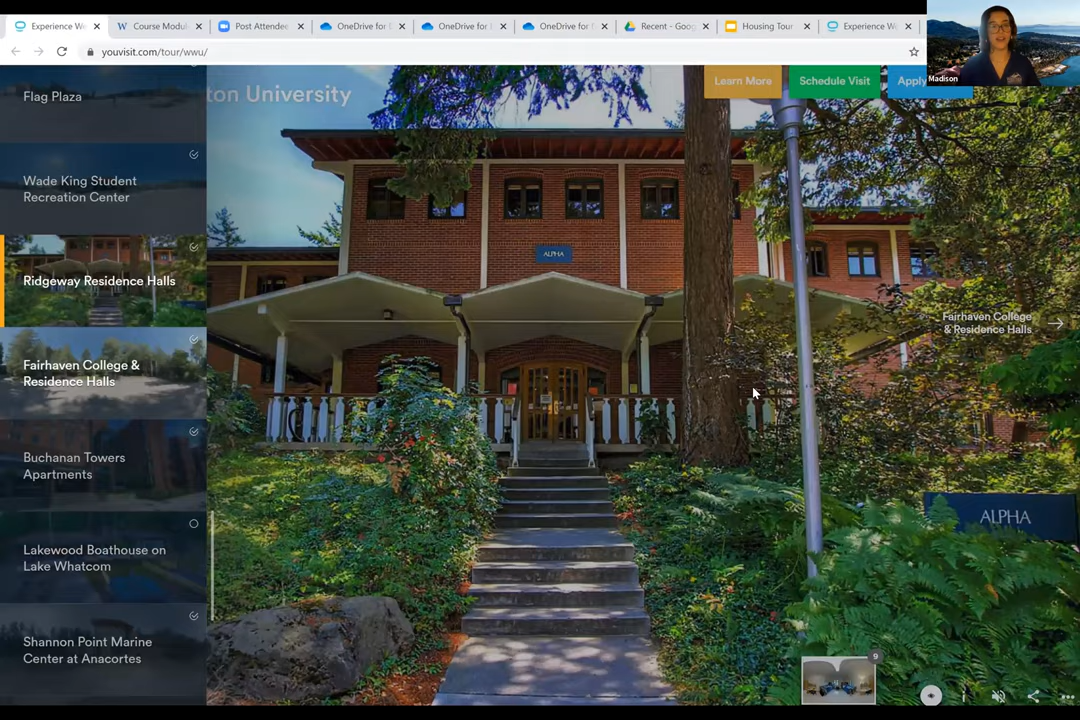 Experience We
Course Modul
Post Attendee
OneDrive for
OneDrive for
OneDrive for
Recent - Goog
Housing Tour
Experience We
youvisit.com/tour/wwu/
Madison
Learn More
Schedule Visit
Apply
ton University
Flag Plaza
Wade King Student
Recreation Center
Ridgeway Residence Halls
Fairhaven College &
Residence Halls
Buchanan Towers
Apartments
Lakewood Boathouse on
Lake Whatcom
Shannon Point Marine
Center at Anacortes
ALPHA
Fairhaven College
& Residence Halls
ALPHA
9